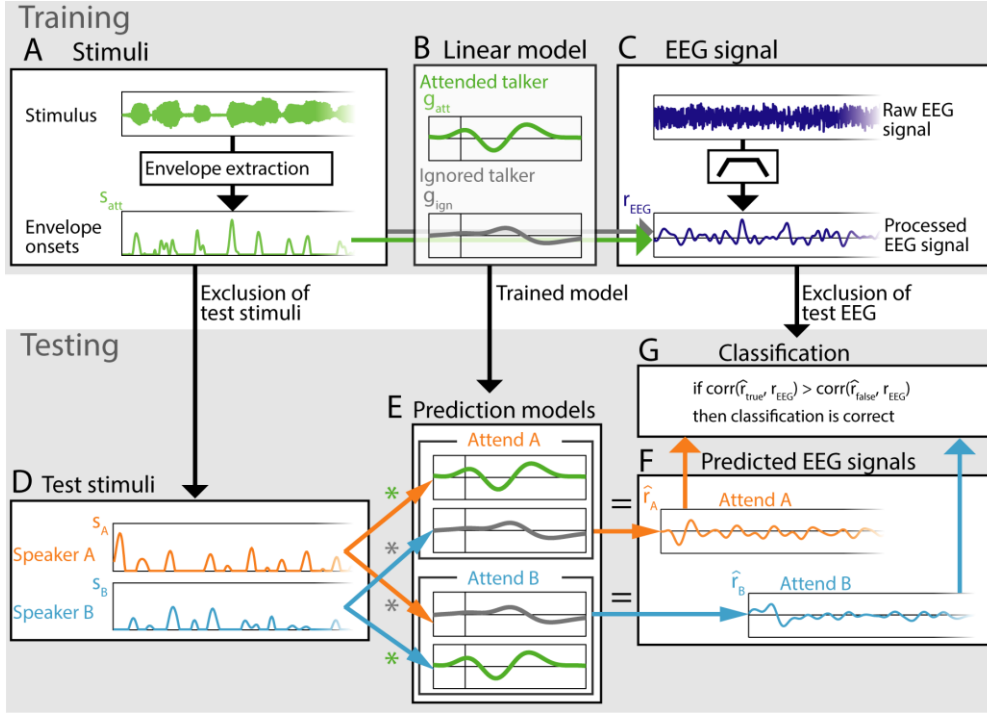 Training
A Stimuli
Stimulus
Envelope extraction
s_att
Envelope
onsets
B Linear model
Attended talker
g_att
Ignored talker
g_ign
C EEG signal
Raw EEG
signal
r_EEG
Processed
EEG signal
Exclusion of
test stimuli
Trained model
Exclusion of
test EEG
Testing
G Classification
if corr(r̂_true, r_EEG) > corr(r̂_false, r_EEG)
then classification is correct
D Test stimuli
s_A
Speaker A
s_B
Speaker B
E Prediction models
Attend A
*
*
Attend B
*
*
=
=
F Predicted EEG signals
r̂_A
Attend A
r̂_B
Attend B